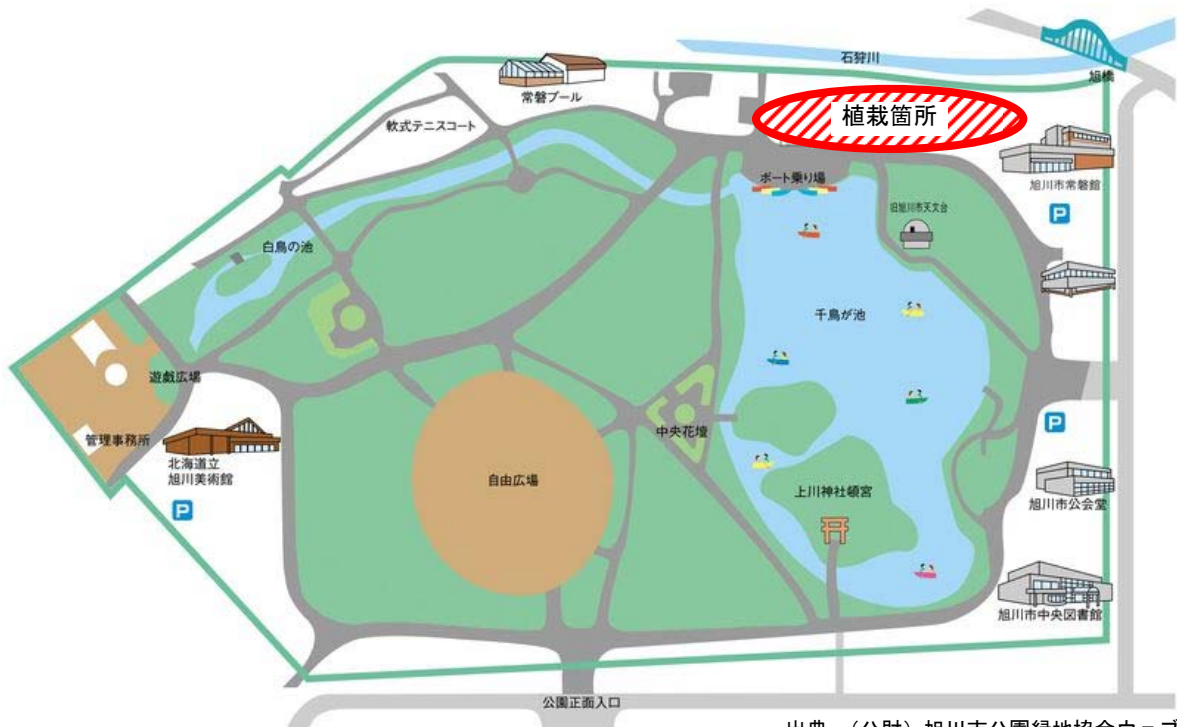 石狩川
旭橋
常磐プール
植栽箇所
軟式テニスコート
ボート乗り場
旭川市常磐館
P
旧旭川市天文台
白鳥の池
千鳥が池
遊戯広場
P
管理事務所
北海道立
旭川美術館
中央花壇
自由広場
上川神社頓宮
旭川市公会堂
P
旭川市中央図書館
公園正面入口